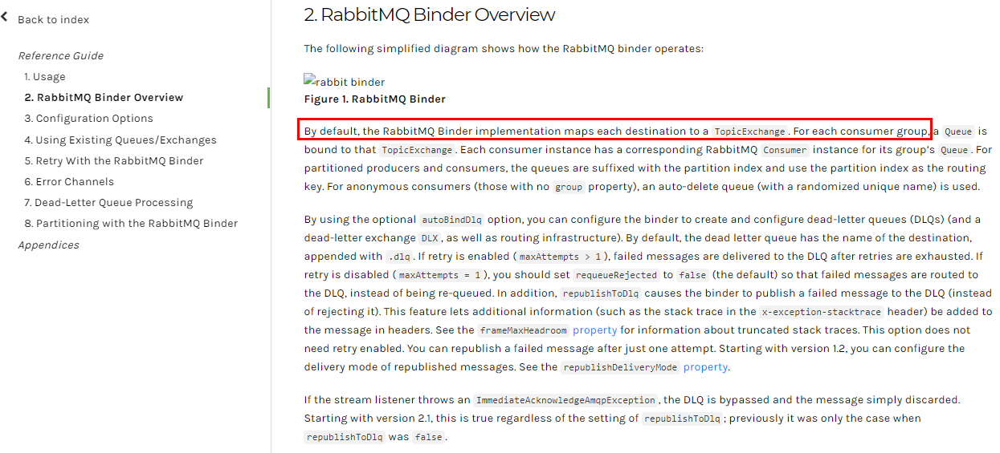 Back to index
Reference Guide
1. Usage
2. RabbitMQ Binder Overview
3. Configuration Options
4. Using Existing Queues/Exchanges
5. Retry With the RabbitMQ Binder
6. Error Channels
7. Dead-Letter Queue Processing
8. Partitioning with the RabbitMQ Binder
Appendices
2. RabbitMQ Binder Overview
The following simplified diagram shows how the RabbitMQ binder operates:
rabbit binder
Figure 1. RabbitMQ Binder
By default, the RabbitMQ Binder implementation maps each destination to a TopicExchange. For each consumer group, a Queue is
bound to that TopicExchange. Each consumer instance has a corresponding RabbitMQ Consumer instance for its group's Queue. For
partitioned producers and consumers, the queues are suffixed with the partition index and use the partition index as the routing
key. For anonymous consumers (those with no group property), an auto-delete queue (with a randomized unique name) is used.
By using the optional autoBindDlq option, you can configure the binder to create and configure dead-letter queues (DLQs) (and a
dead-letter exchange DLX, as well as routing infrastructure). By default, the dead letter queue has the name of the destination,
appended with .dlq. If retry is enabled (maxAttempts > 1), failed messages are delivered to the DLQ after retries are exhausted. If
retry is disabled (maxAttempts = 1), you should set requeueRejected to false (the default) so that failed messages are routed to
the DLQ, instead of being re-queued. In addition, republishToDlq causes the binder to publish a failed message to the DLQ (instead
of rejecting it). This feature lets additional information (such as the stack trace in the x-exception-stacktrace header) be added to
the message in headers. See the frameMaxHeadroom property for information about truncated stack traces. This option does not
need retry enabled. You can republish a failed message after just one attempt. Starting with version 1.2, you can configure the
delivery mode of republished messages. See the republishDeliveryMode property.
If the stream listener throws an ImmediateAcknowledgeAmqpException, the DLQ is bypassed and the message simply discarded.
Starting with version 2.1, this is true regardless of the setting of republishToDlq; previously it was only the case when
republishToDlq was false.